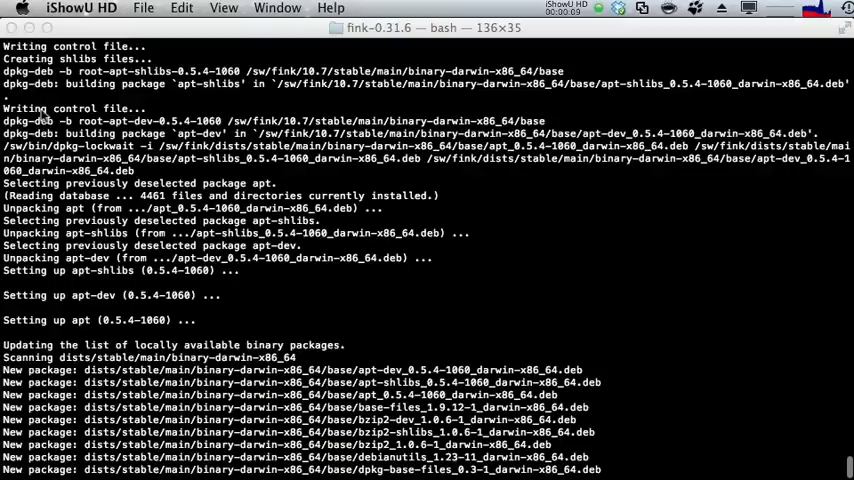 iShowU HD File Edit View Window Help iShowU HD
00:00:09
fink-0.31.6 — bash — 136×35
Writing control file...
Creating shlibs files...
dpkg-deb -b root-apt-shlibs-0.5.4-1060 /sw/fink/10.7/stable/main/binary-darwin-x86_64/base
dpkg-deb: building package `apt-shlibs' in `/sw/fink/10.7/stable/main/binary-darwin-x86_64/base/apt-shlibs_0.5.4-1060_darwin-x86_64.deb'
.
Writing control file...
dpkg-deb -b root-apt-dev-0.5.4-1060 /sw/fink/10.7/stable/main/binary-darwin-x86_64/base
dpkg-deb: building package `apt-dev' in `/sw/fink/10.7/stable/main/binary-darwin-x86_64/base/apt-dev_0.5.4-1060_darwin-x86_64.deb'.
/sw/bin/dpkg-lockwait -i /sw/fink/dists/stable/main/binary-darwin-x86_64/base/apt_0.5.4-1060_darwin-x86_64.deb /sw/fink/dists/stable/mai
n/binary-darwin-x86_64/base/apt-shlibs_0.5.4-1060_darwin-x86_64.deb /sw/fink/dists/stable/main/binary-darwin-x86_64/base/apt-dev_0.5.4-1
060_darwin-x86_64.deb
Selecting previously deselected package apt.
(Reading database ... 4461 files and directories currently installed.)
Unpacking apt (from .../apt_0.5.4-1060_darwin-x86_64.deb) ...
Selecting previously deselected package apt-shlibs.
Unpacking apt-shlibs (from .../apt-shlibs_0.5.4-1060_darwin-x86_64.deb) ...
Selecting previously deselected package apt-dev.
Unpacking apt-dev (from .../apt-dev_0.5.4-1060_darwin-x86_64.deb) ...
Setting up apt-shlibs (0.5.4-1060) ...
Setting up apt-dev (0.5.4-1060) ...
Setting up apt (0.5.4-1060) ...
Updating the list of locally available binary packages.
Scanning dists/stable/main/binary-darwin-x86_64
New package: dists/stable/main/binary-darwin-x86_64/base/apt-dev_0.5.4-1060_darwin-x86_64.deb
New package: dists/stable/main/binary-darwin-x86_64/base/apt-shlibs_0.5.4-1060_darwin-x86_64.deb
New package: dists/stable/main/binary-darwin-x86_64/base/apt_0.5.4-1060_darwin-x86_64.deb
New package: dists/stable/main/binary-darwin-x86_64/base/base-files_1.9.12-1_darwin-x86_64.deb
New package: dists/stable/main/binary-darwin-x86_64/base/bzip2-dev_1.0.6-1_darwin-x86_64.deb
New package: dists/stable/main/binary-darwin-x86_64/base/bzip2-shlibs_1.0.6-1_darwin-x86_64.deb
New package: dists/stable/main/binary-darwin-x86_64/base/bzip2_1.0.6-1_darwin-x86_64.deb
New package: dists/stable/main/binary-darwin-x86_64/base/debianutils_1.23-11_darwin-x86_64.deb
New package: dists/stable/main/binary-darwin-x86_64/base/dpkg-base-files_0.3-1_darwin-x86_64.deb